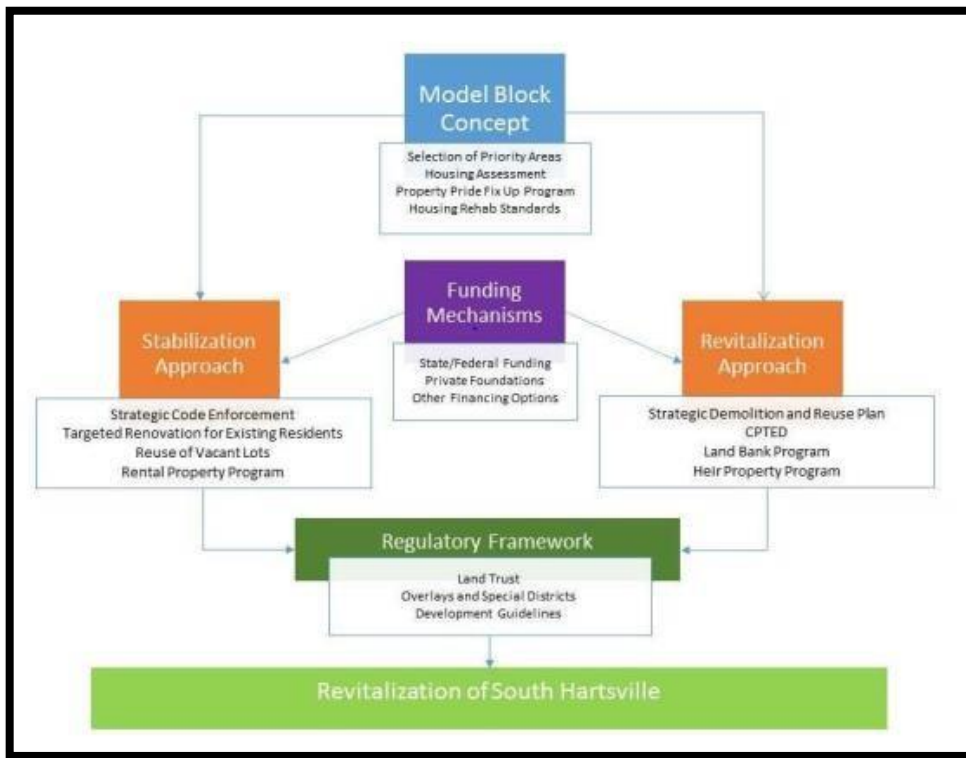 Model Block
Concept
Selection of Priority Areas
Housing Assessment
Property Pride Fix Up Program
Housing Rehab Standards
Funding
Mechanisms
State/Federal Funding
Private Foundations
Other Financing Options
Stabilization
Approach
Strategic Code Enforcement
Targeted Renovation for Existing Residents
Reuse of Vacant Lots
Rental Property Program
Revitalization
Approach
Strategic Demolition and Reuse Plan
CPTED
Land Bank Program
Heir Property Program
Regulatory Framework
Land Trust
Overlays and Special Districts
Development Guidelines
Revitalization of South Hartsville